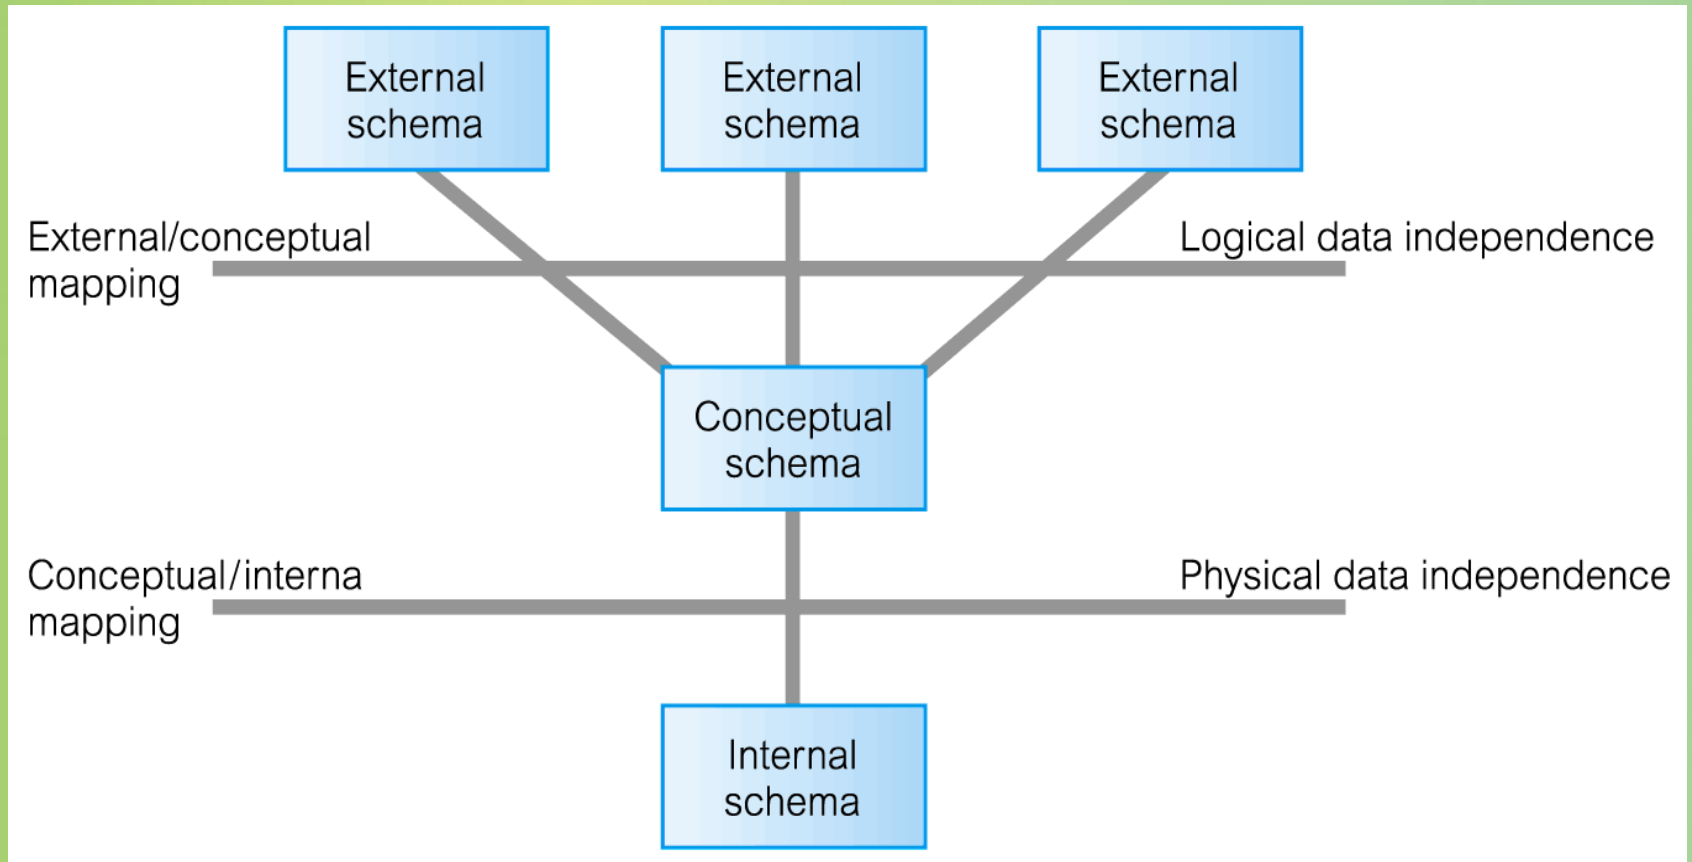 External
schema
External
schema
External
schema
External/conceptual
mapping
Logical data independence
Conceptual
schema
Conceptual/interna
mapping
Physical data independence
Internal
schema